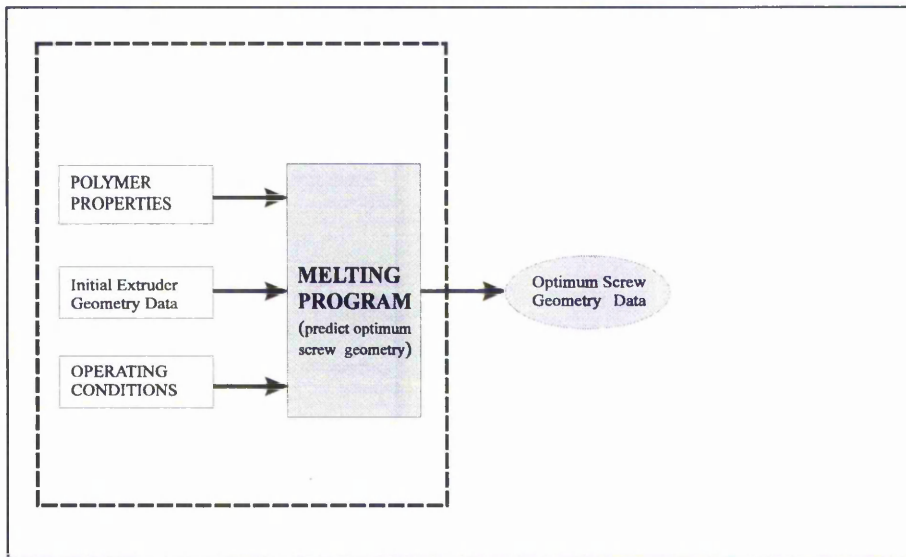 POLYMER
PROPERTIES
Initial Extruder
Geometry Data
OPERATING
CONDITIONS
MELTING
PROGRAM
(predict optimum
screw geometry)
Optimum Screw
Geometry Data